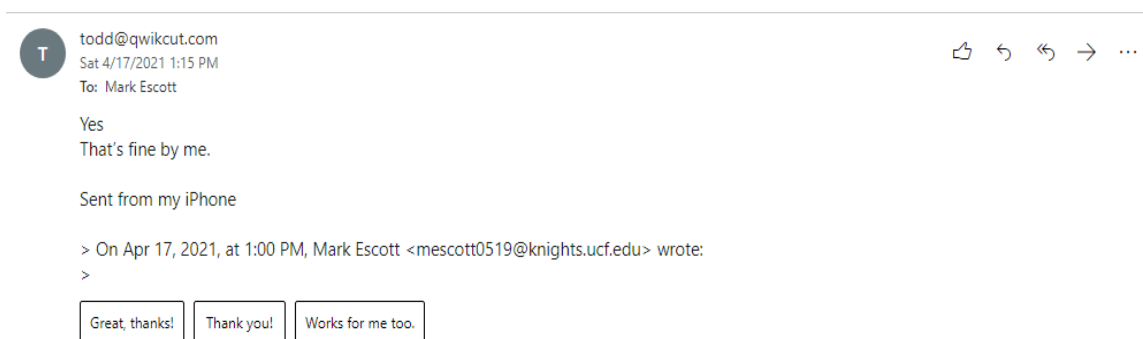 T
todd@qwikcut.com
Sat 4/17/2021 1:15 PM
To: Mark Escott
Yes
That's fine by me.
Sent from my iPhone
> On Apr 17, 2021, at 1:00 PM, Mark Escott <mescott0519@knights.ucf.edu> wrote:
>
Great, thanks! Thank you! Works for me too.